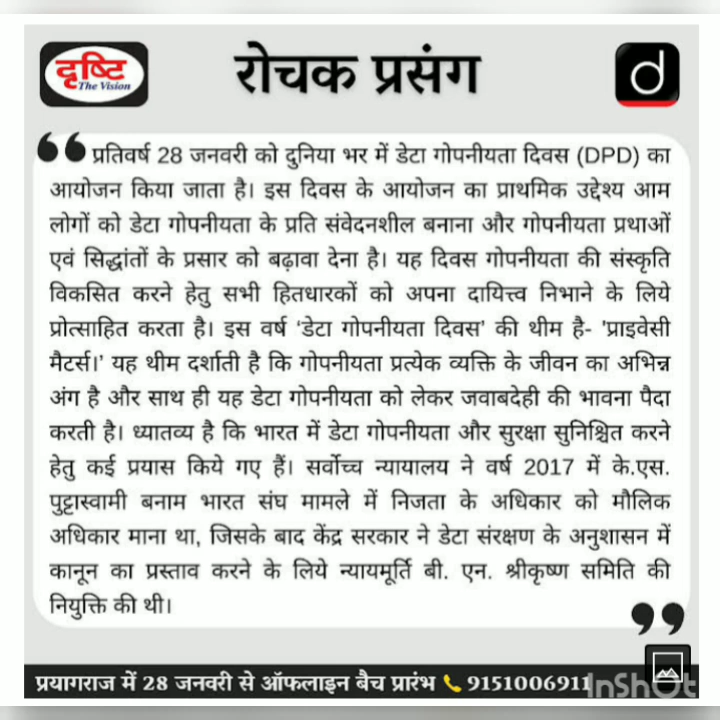 दृष्टि
The Vision
रोचक प्रसंग
d
❝ प्रतिवर्ष 28 जनवरी को दुनिया भर में डेटा गोपनीयता दिवस (DPD) का
आयोजन किया जाता है। इस दिवस के आयोजन का प्राथमिक उद्देश्य आम
लोगों को डेटा गोपनीयता के प्रति संवेदनशील बनाना और गोपनीयता प्रथाओं
एवं सिद्धांतों के प्रसार को बढ़ावा देना है। यह दिवस गोपनीयता की संस्कृति
विकसित करने हेतु सभी हितधारकों को अपना दायित्त्व निभाने के लिये
प्रोत्साहित करता है। इस वर्ष ‘डेटा गोपनीयता दिवस’ की थीम है- 'प्राइवेसी
मैटर्स।’ यह थीम दर्शाती है कि गोपनीयता प्रत्येक व्यक्ति के जीवन का अभिन्न
अंग है और साथ ही यह डेटा गोपनीयता को लेकर जवाबदेही की भावना पैदा
करती है। ध्यातव्य है कि भारत में डेटा गोपनीयता और सुरक्षा सुनिश्चित करने
हेतु कई प्रयास किये गए हैं। सर्वोच्च न्यायालय ने वर्ष 2017 में के.एस.
पुट्टास्वामी बनाम भारत संघ मामले में निजता के अधिकार को मौलिक
अधिकार माना था, जिसके बाद केंद्र सरकार ने डेटा संरक्षण के अनुशासन में
कानून का प्रस्ताव करने के लिये न्यायमूर्ति बी. एन. श्रीकृष्ण समिति की
नियुक्ति की थी। ❞
प्रयागराज में 28 जनवरी से ऑफलाइन बैच प्रारंभ 9151006911
InShOt